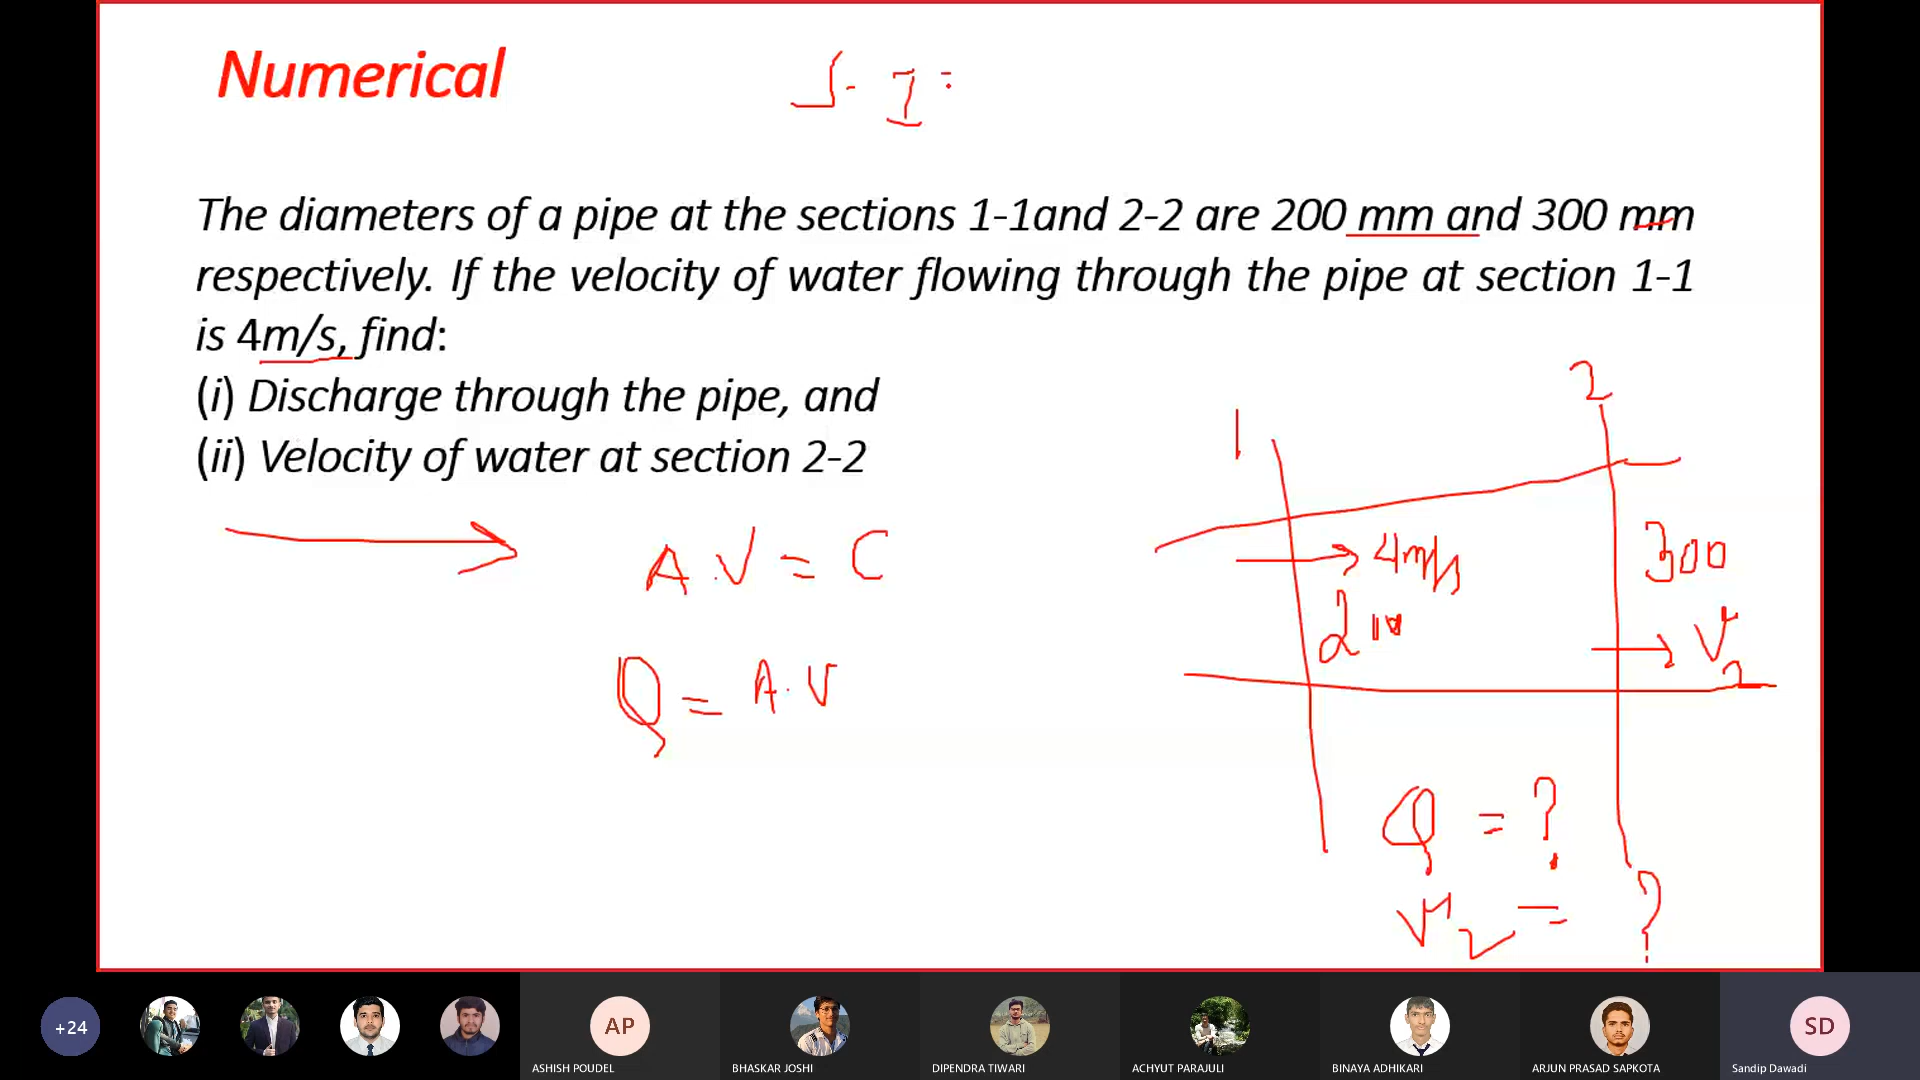 Numerical
S.I:
The diameters of a pipe at the sections 1-1and 2-2 are 200 mm and 300 mm
respectively. If the velocity of water flowing through the pipe at section 1-1
is 4m/s, find:
(i) Discharge through the pipe, and
(ii) Velocity of water at section 2-2
A.V = C
Q = A.V
1
2
4m/s
300
V2
Q = ?
V2 = ?
+24
AP
ASHISH POUDEL
BHASKAR JOSHI
DIPENDRA TIWARI
ACHYUT PARAJULI
BINAYA ADHIKARI
ARJUN PRASAD SAPKOTA
SD
Sandip Dawadi